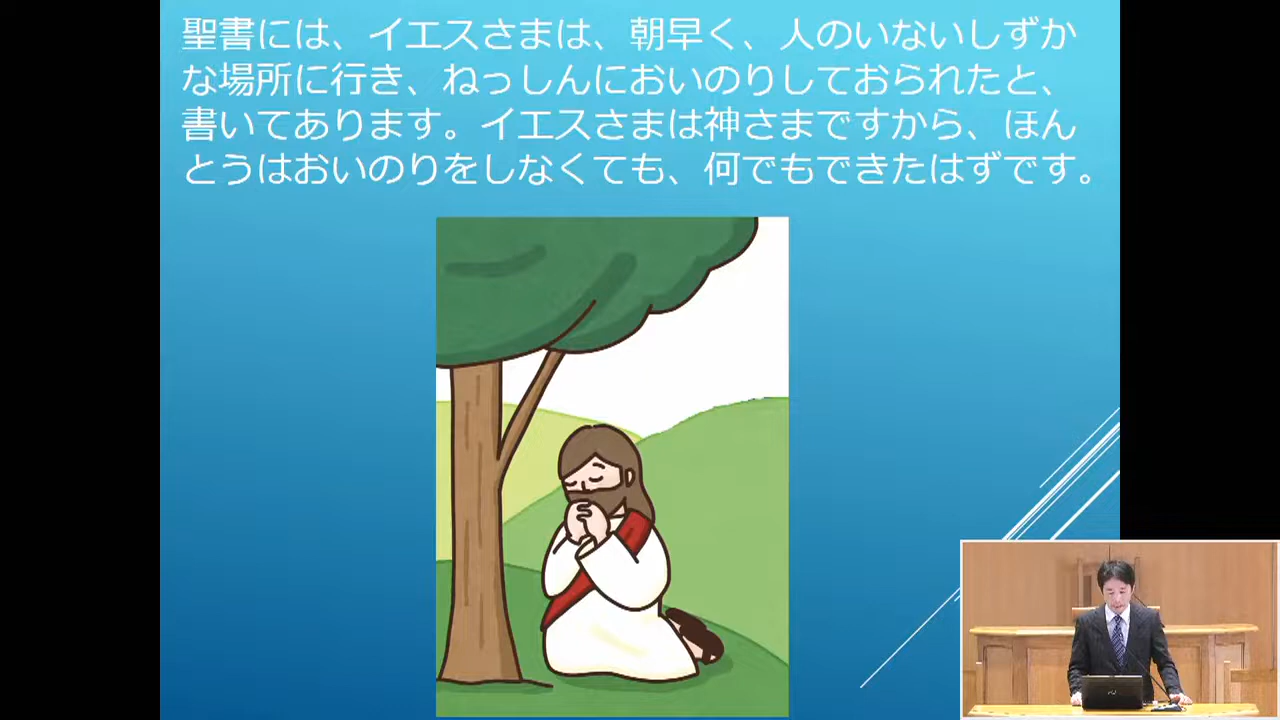 聖書には、イエスさまは、朝早く、人のいないしずか
な場所に行き、ねっしんにおいのりしておられたと、
書いてあります。イエスさまは神さまですから、ほん
とうはおいのりをしなくても、何でもできたはずです。